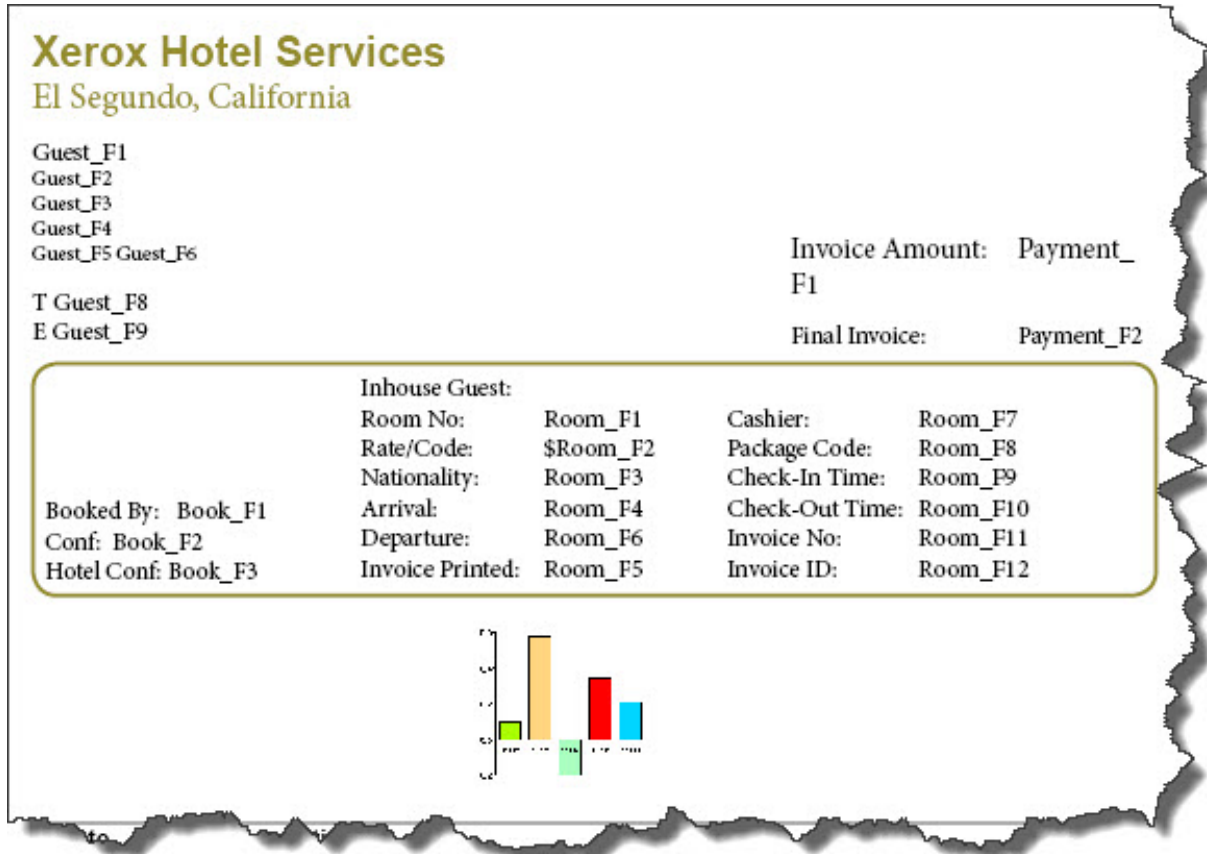 Xerox Hotel Services
El Segundo, California
Guest_F1
Guest_F2
Guest_F3
Guest_F4
Guest_F5 Guest_F6
T Guest_F8
E Guest_F9
Invoice Amount: Payment_
F1
Final Invoice: Payment_F2
Booked By: Book_F1
Conf: Book_F2
Hotel Conf: Book_F3
Inhouse Guest:
Room No: Room_F1
Rate/Code: $Room_F2
Nationality: Room_F3
Arrival: Room_F4
Departure: Room_F6
Invoice Printed: Room_F5
Cashier: Room_F7
Package Code: Room_F8
Check-In Time: Room_F9
Check-Out Time: Room_F10
Invoice No: Room_F11
Invoice ID: Room_F12